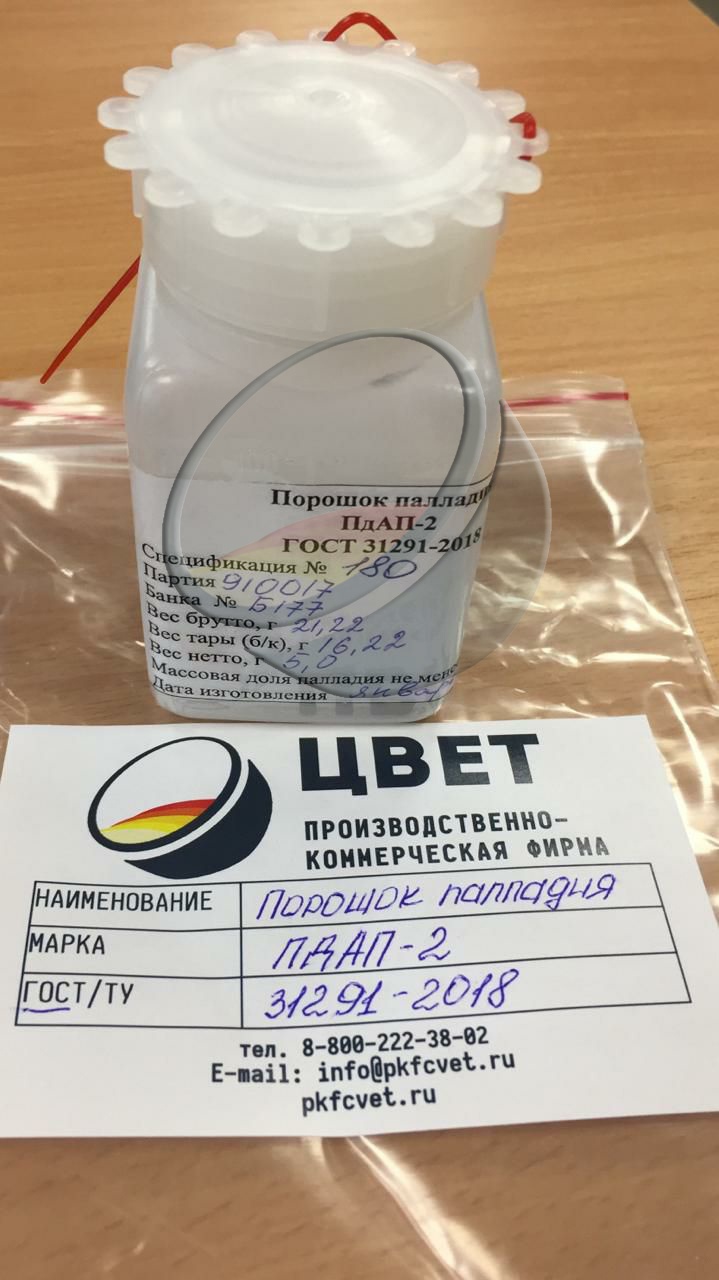 Порошок палладия
ПдАП-2
ГОСТ 31291-2018
Спецификация № 180
Партия 910017
Банка № Б177
Вес брутто, г 21,22
Вес тары (б/к), г 16,22
Вес нетто, г 5,0
Массовая доля палладия не менее
Дата изготовления
ЦВЕТ
ПРОИЗВОДСТВЕННО-
КОММЕРЧЕСКАЯ ФИРМА
НАИМЕНОВАНИЕ Порошок палладия
МАРКА ПДАП-2
ГОСТ/ТУ 31291-2018
тел. 8-800-222-38-02
E-mail: info@pkfcvet.ru
pkfcvet.ru